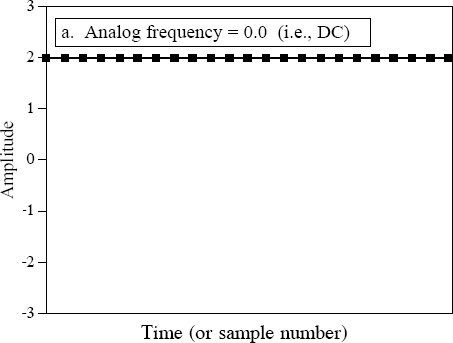 3
a. Analog frequency = 0.0 (i.e., DC)
2
1
0
-1
-2
-3
Amplitude
Time (or sample number)